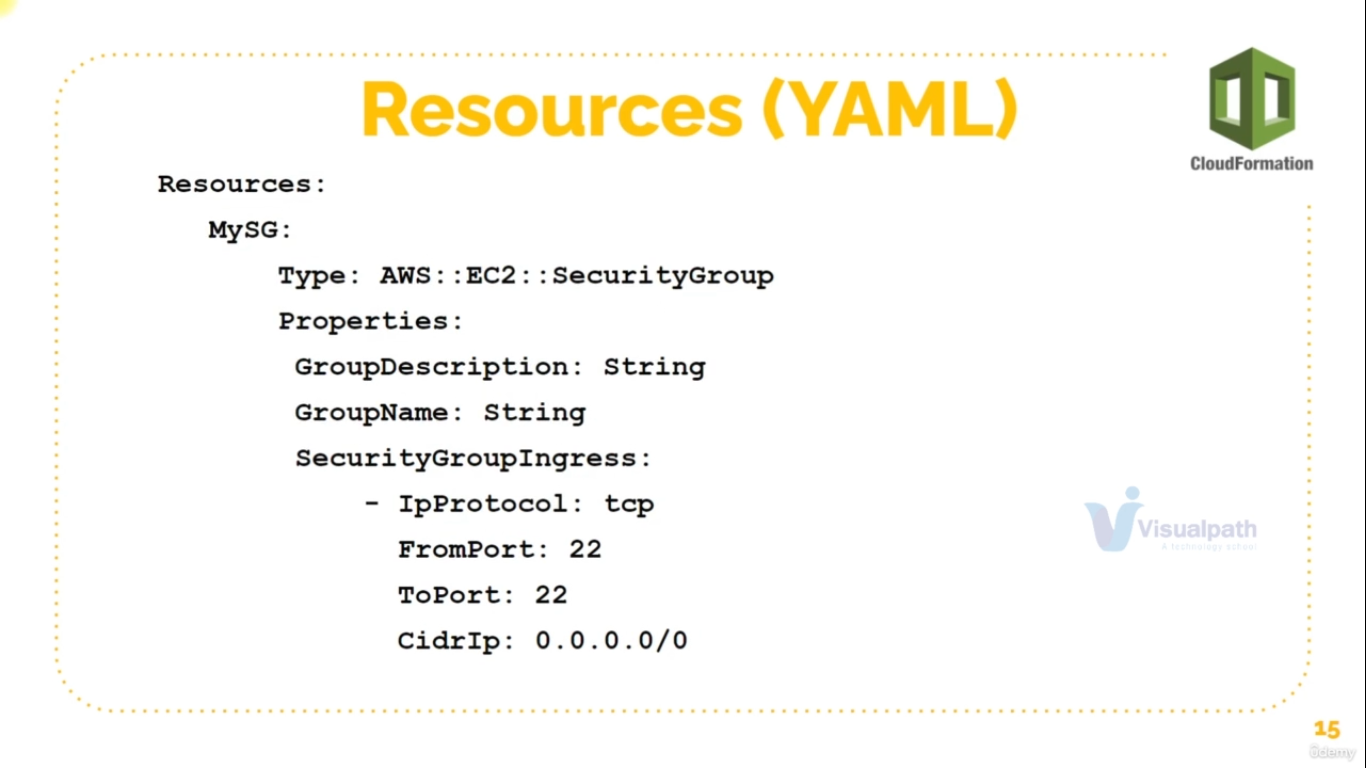 Resources (YAML)
CloudFormation
Resources:
MySG:
Type: AWS::EC2::SecurityGroup
Properties:
GroupDescription: String
GroupName: String
SecurityGroupIngress:
- IpProtocol: tcp
FromPort: 22
ToPort: 22
CidrIp: 0.0.0.0/0
Visualpath
A technology school
15
ûdemy